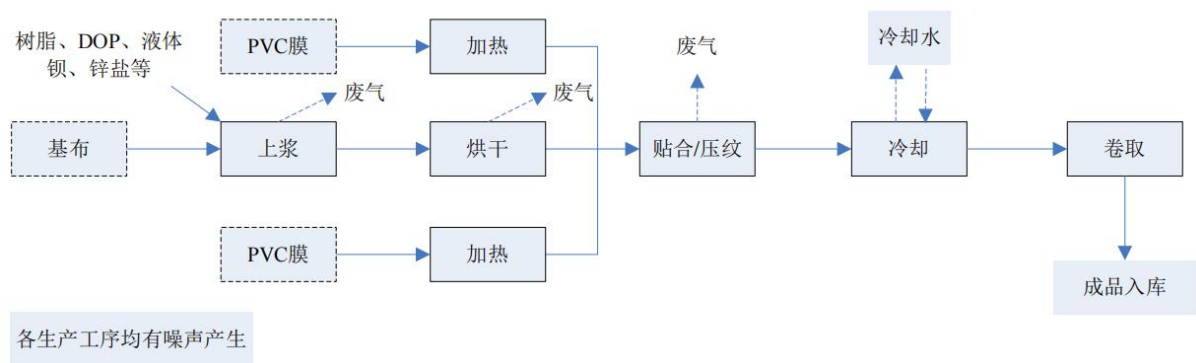 树脂、DOP、液体
钡、锌盐等
PVC膜
加热
废气
冷却水
废气
废气
基布
上浆
烘干
贴合/压纹
冷却
卷取
PVC膜
加热
成品入库
各生产工序均有噪声产生